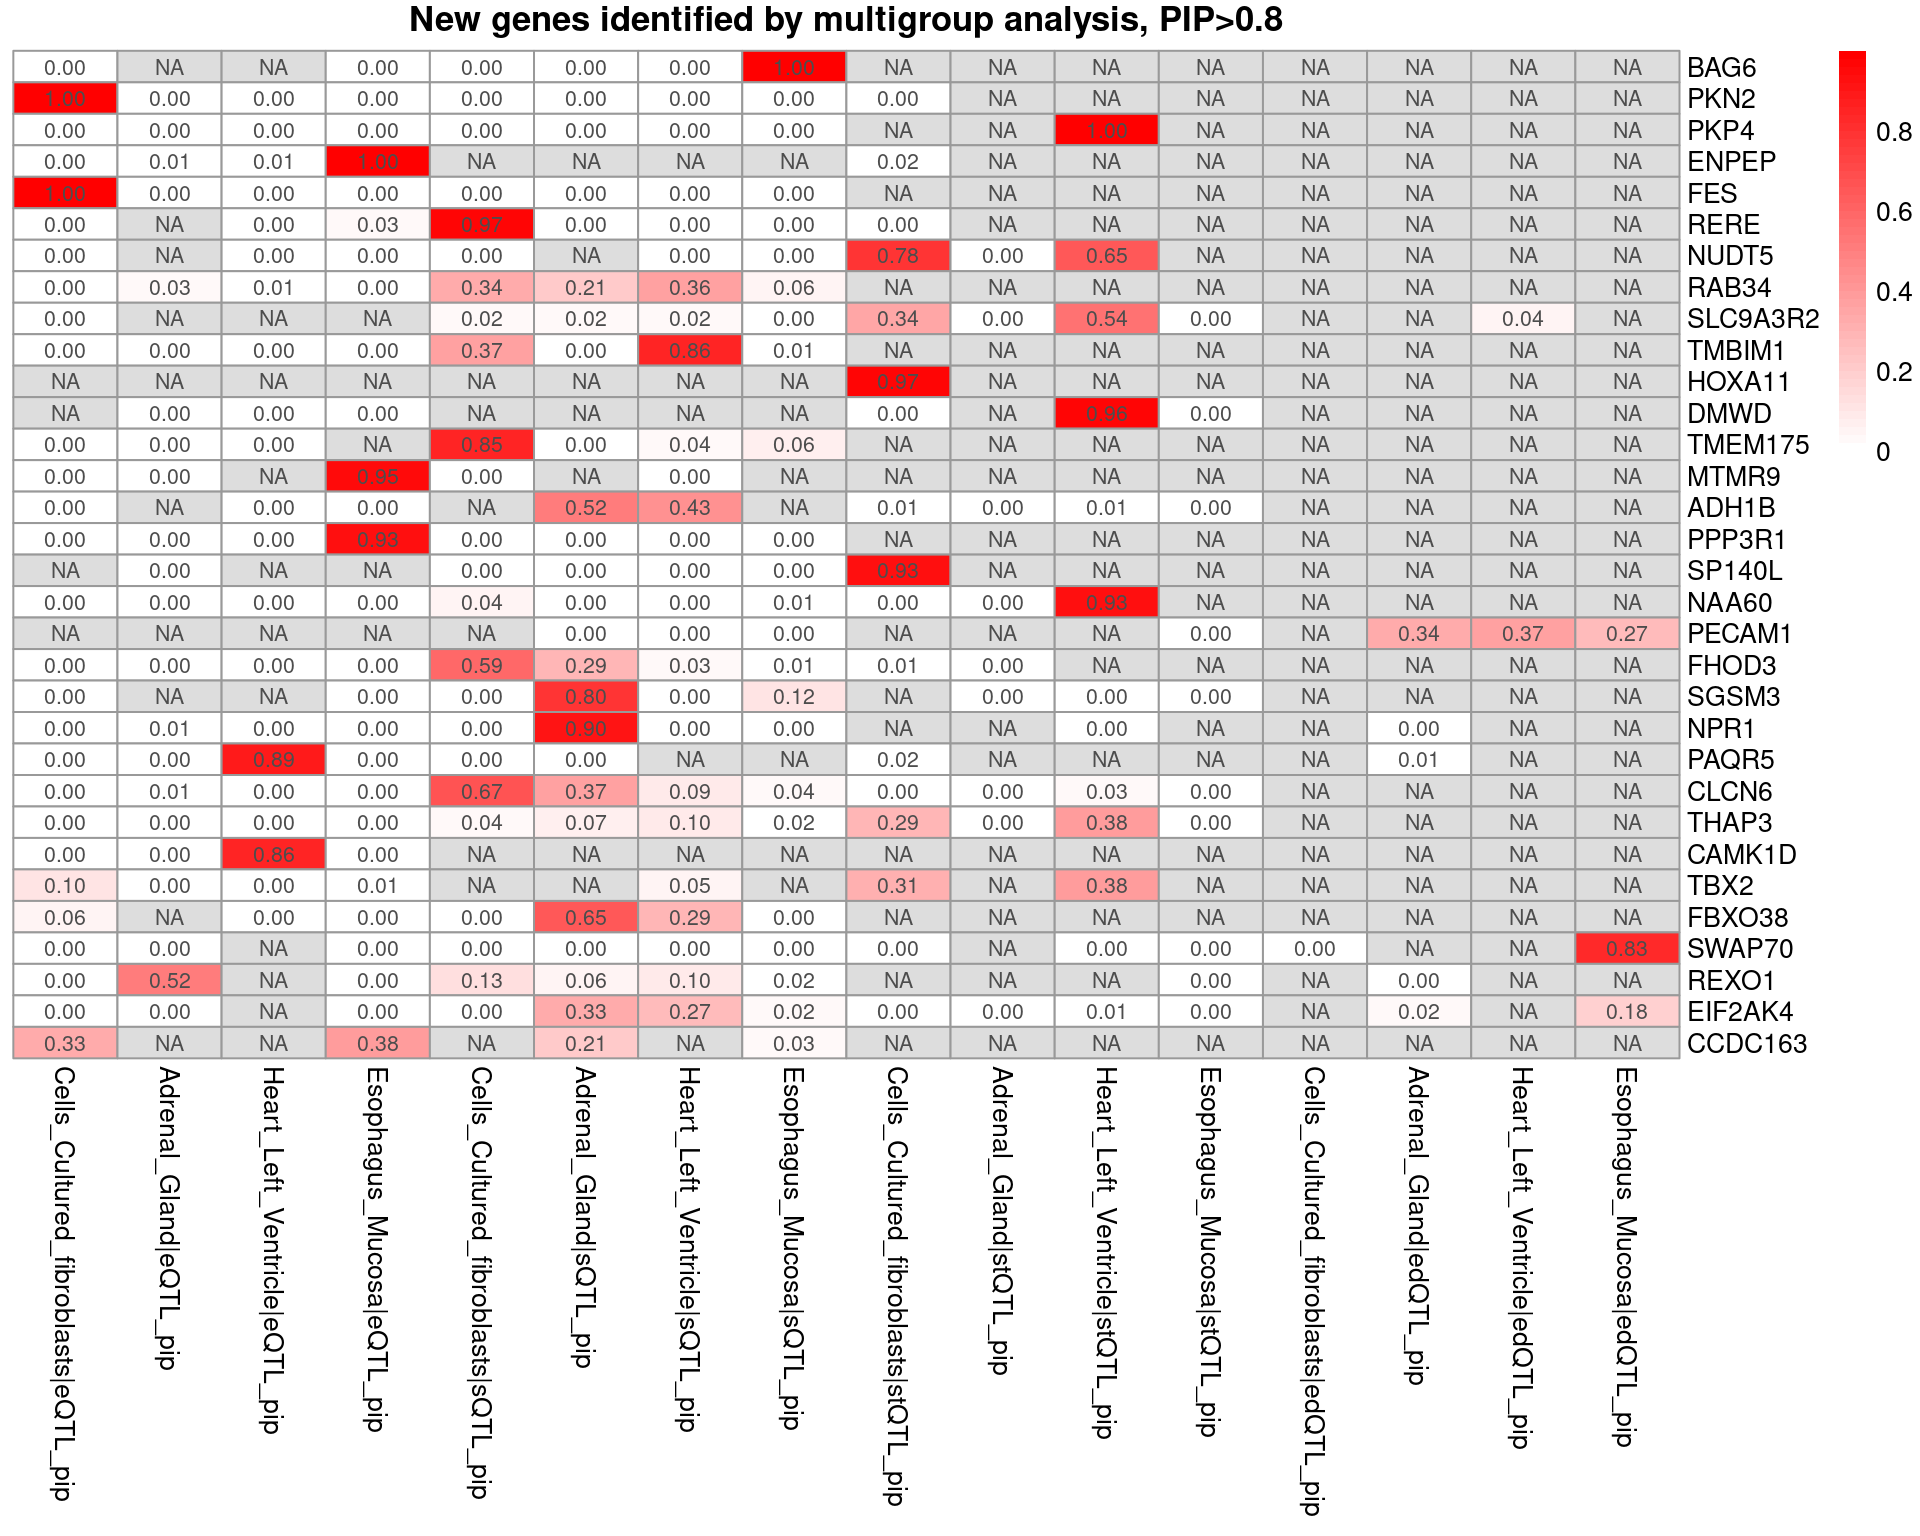 New genes identified by multigroup analysis, PIP>0.8
0.00 NA NA 0.00 0.00 0.00 0.00 1.00 NA NA NA NA NA NA NA NA BAG6
1.00 0.00 0.00 0.00 0.00 0.00 0.00 0.00 0.00 NA NA NA NA NA NA NA PKN2
0.00 0.00 0.00 0.00 0.00 0.00 0.00 0.00 NA NA 1.00 NA NA NA NA NA PKP4
0.00 0.01 0.01 1.00 NA NA NA NA 0.02 NA NA NA NA NA NA NA ENPEP
1.00 0.00 0.00 0.00 0.00 0.00 0.00 0.00 NA NA NA NA NA NA NA NA FES
0.00 NA 0.00 0.03 0.97 0.00 0.00 0.00 0.00 NA NA NA NA NA NA NA RERE
0.00 NA 0.00 0.00 0.00 NA 0.00 0.00 0.78 0.00 0.65 NA NA NA NA NA NUDT5
0.00 0.03 0.01 0.00 0.34 0.21 0.36 0.06 NA NA NA NA NA NA NA NA RAB34
0.00 NA NA NA 0.02 0.02 0.02 0.00 0.34 0.00 0.54 0.00 NA NA 0.04 NA SLC9A3R2
0.00 0.00 0.00 0.00 0.37 0.00 0.86 0.01 NA NA NA NA NA NA NA NA TMBIM1
NA NA NA NA NA NA NA NA 0.97 NA NA NA NA NA NA NA HOXA11
NA 0.00 0.00 0.00 NA NA NA NA 0.00 NA 0.96 0.00 NA NA NA NA DMWD
0.00 0.00 0.00 NA 0.85 0.00 0.04 0.06 NA NA NA NA NA NA NA NA TMEM175
0.00 0.00 NA 0.95 0.00 NA 0.00 NA NA NA NA NA NA NA NA NA MTMR9
0.00 NA 0.00 0.00 NA 0.52 0.43 NA 0.01 0.00 0.01 0.00 NA NA NA NA ADH1B
0.00 0.00 0.00 0.93 0.00 0.00 0.00 0.00 NA NA NA NA NA NA NA NA PPP3R1
NA 0.00 NA NA 0.00 0.00 0.00 0.00 0.93 NA NA NA NA NA NA NA SP140L
0.00 0.00 0.00 0.00 0.04 0.00 0.00 0.01 0.00 0.00 0.93 NA NA NA NA NA NAA60
NA NA NA NA NA 0.00 0.00 0.00 NA NA NA 0.00 NA 0.34 0.37 0.27 PECAM1
0.00 0.00 0.00 0.00 0.59 0.29 0.03 0.01 0.01 0.00 NA NA NA NA NA NA FHOD3
0.00 NA NA 0.00 0.00 0.80 0.00 0.12 NA 0.00 0.00 0.00 NA NA NA NA SGSM3
0.00 0.01 0.00 0.00 0.00 0.90 0.00 0.00 NA NA 0.00 NA NA 0.00 NA NA NPR1
0.00 0.00 0.89 0.00 0.00 0.00 NA NA 0.02 NA NA NA NA 0.01 NA NA PAQR5
0.00 0.01 0.00 0.00 0.67 0.37 0.09 0.04 0.00 0.00 0.03 0.00 NA NA NA NA CLCN6
0.00 0.00 0.00 0.00 0.04 0.07 0.10 0.02 0.29 0.00 0.38 0.00 NA NA NA NA THAP3
0.00 0.00 0.86 0.00 NA NA NA NA NA NA NA NA NA NA NA NA CAMK1D
0.10 0.00 0.00 0.01 NA NA 0.05 NA 0.31 NA 0.38 NA NA NA NA NA TBX2
0.06 NA 0.00 0.00 0.00 0.65 0.29 0.00 NA NA NA NA NA NA NA NA FBXO38
0.00 0.00 NA 0.00 0.00 0.00 0.00 0.00 0.00 NA 0.00 0.00 0.00 NA NA 0.83 SWAP70
0.00 0.52 NA 0.00 0.13 0.06 0.10 0.02 NA NA NA 0.00 NA 0.00 NA NA REXO1
0.00 0.00 NA 0.00 0.00 0.33 0.27 0.02 0.00 0.00 0.01 0.00 NA 0.02 NA 0.18 EIF2AK4
0.33 NA NA 0.38 NA 0.21 NA 0.03 NA NA NA NA NA NA NA NA CCDC163
Cells_Cultured_fibroblasts|eQTL_pip
Adrenal_Gland|eQTL_pip
Heart_Left_Ventricle|eQTL_pip
Esophagus_Mucosa|eQTL_pip
Cells_Cultured_fibroblasts|sQTL_pip
Adrenal_Gland|sQTL_pip
Heart_Left_Ventricle|sQTL_pip
Esophagus_Mucosa|sQTL_pip
Cells_Cultured_fibroblasts|stQTL_pip
Adrenal_Gland|stQTL_pip
Heart_Left_Ventricle|stQTL_pip
Esophagus_Mucosa|stQTL_pip
Cells_Cultured_fibroblasts|edQTL_pip
Adrenal_Gland|edQTL_pip
Heart_Left_Ventricle|edQTL_pip
Esophagus_Mucosa|edQTL_pip
0.8
0.6
0.4
0.2
0